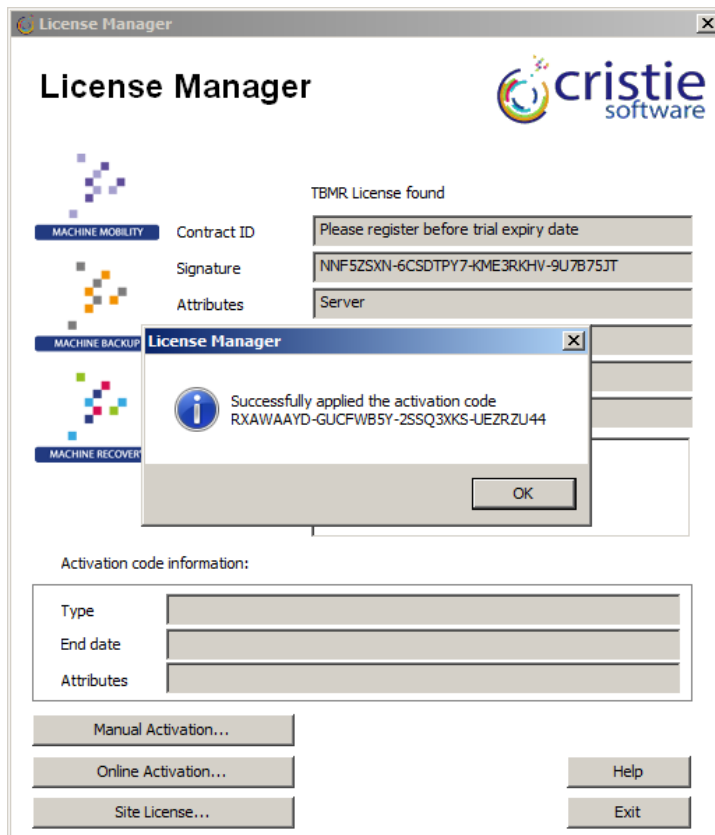 License Manager
License Manager
cristie
software
TBMR License found
MACHINE MOBILITY
Contract ID
Please register before trial expiry date
Signature
NNF5ZSXN-6CSDTPY7-KME3RKHV-9U7B75JT
Attributes
Server
MACHINE BACKUP
License Manager
Successfully applied the activation code
RXAWAAYD-GUCFWB5Y-2SSQ3XKS-UEZRZU44
MACHINE RECOVERY
OK
Activation code information:
Type
End date
Attributes
Manual Activation...
Online Activation...
Help
Site License...
Exit